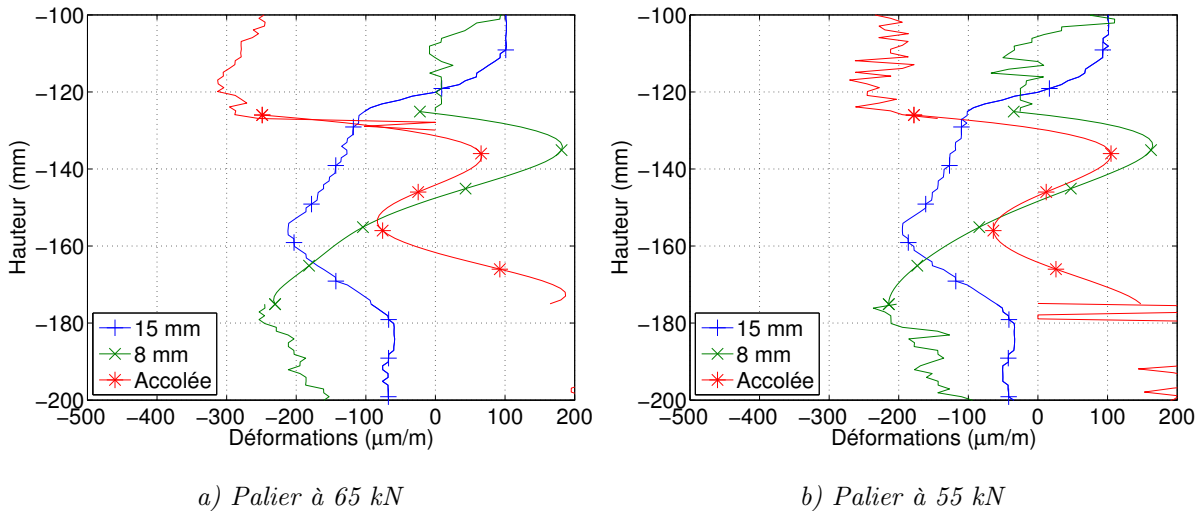 −100
−120
−140
−160
−180
−200
Hauteur (mm)
−500 −400 −300 −200 −100 0 100 200
Déformations (µm/m)
15 mm
8 mm
Accolée
a) Palier à 65 kN
−100
−120
−140
−160
−180
−200
Hauteur (mm)
−500 −400 −300 −200 −100 0 100 200
Déformations (µm/m)
15 mm
8 mm
Accolée
b) Palier à 55 kN